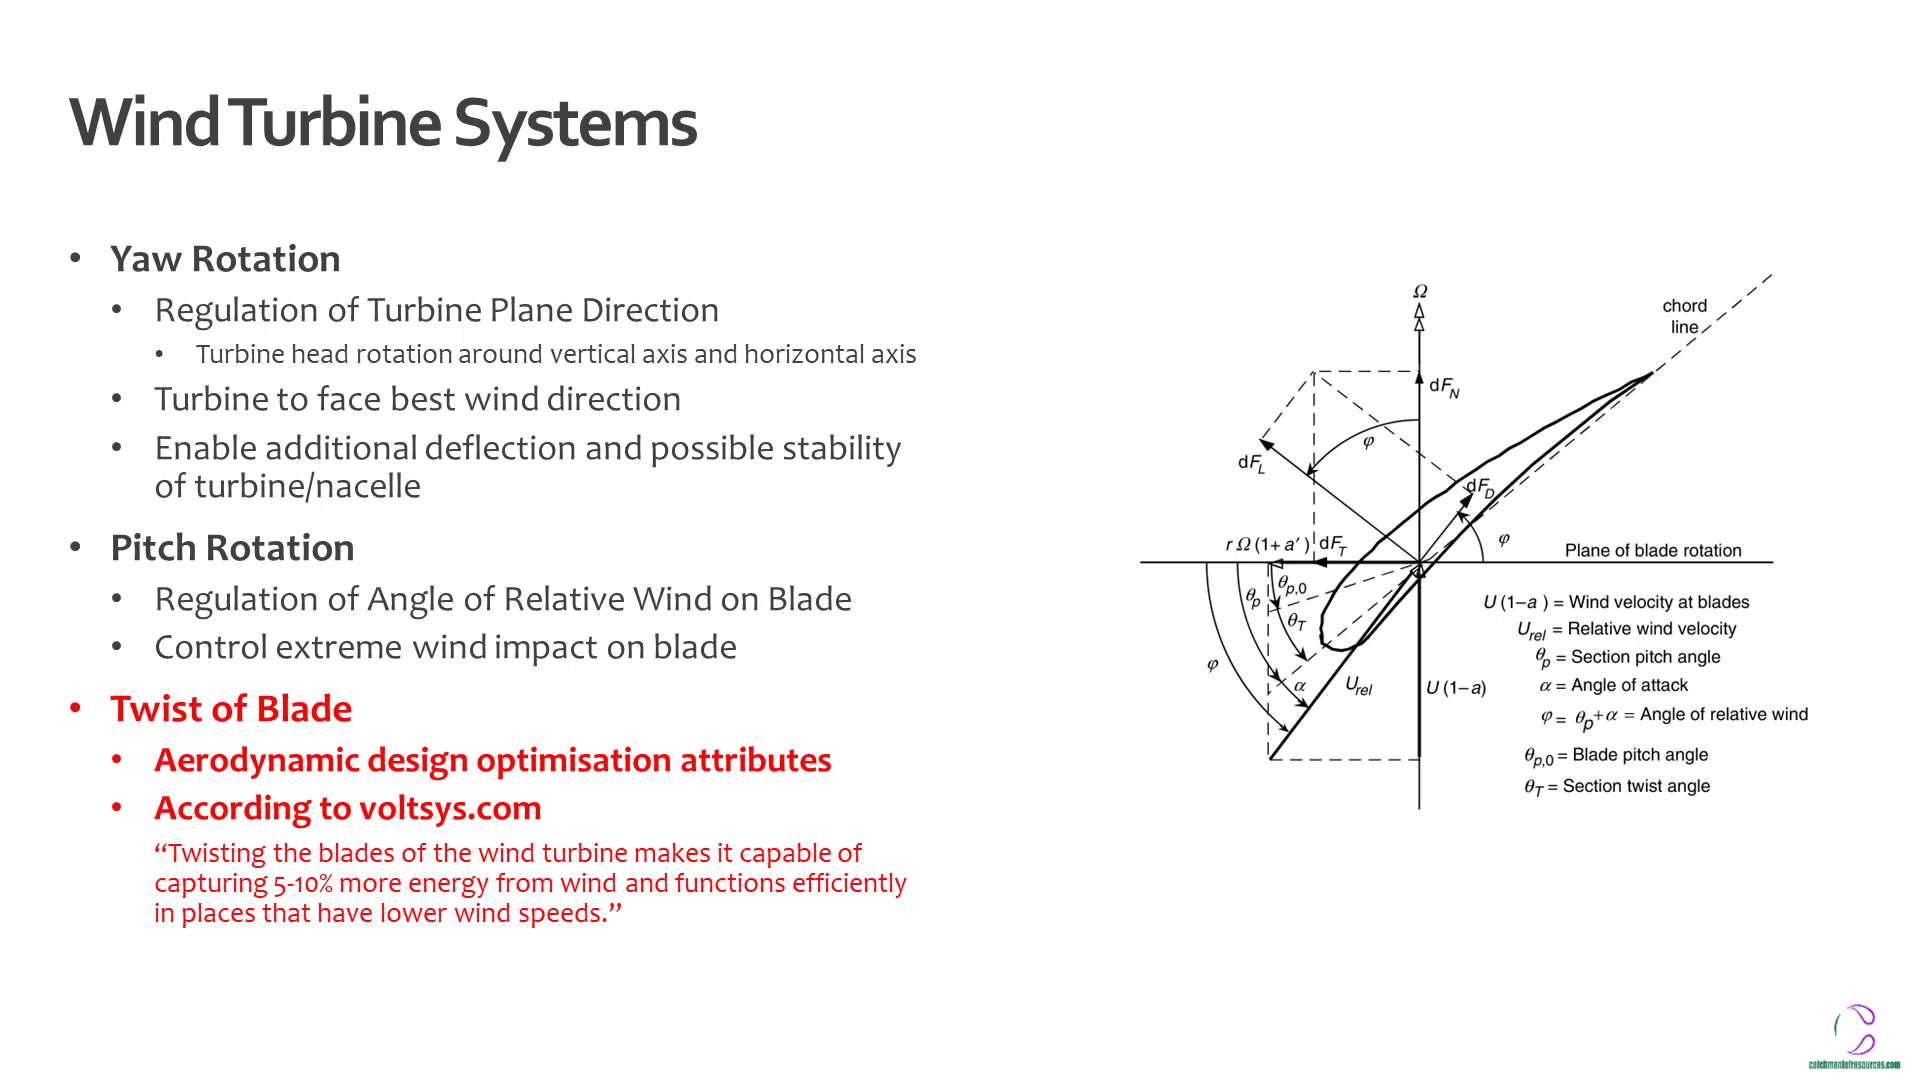 Wind Turbine Systems
• Yaw Rotation
• Regulation of Turbine Plane Direction
• Turbine head rotation around vertical axis and horizontal axis
• Turbine to face best wind direction
• Enable additional deflection and possible stability
of turbine/nacelle
• Pitch Rotation
• Regulation of Angle of Relative Wind on Blade
• Control extreme wind impact on blade
• Twist of Blade
• Aerodynamic design optimisation attributes
• According to voltsys.com
“Twisting the blades of the wind turbine makes it capable of
capturing 5-10% more energy from wind and functions efficiently
in places that have lower wind speeds.”
Ω
chord
line
dF_N
φ
dF_L
dF_D
r Ω (1+ a′ )
dF_T
φ
Plane of blade rotation
θ_p
θ_p,0
θ_T
φ
α
U_rel
U (1–a)
U (1–a ) = Wind velocity at blades
U_rel = Relative wind velocity
θ_p = Section pitch angle
α = Angle of attack
φ = θ_p + α = Angle of relative wind
θ_p,0 = Blade pitch angle
θ_T = Section twist angle
catchmentofresources.com